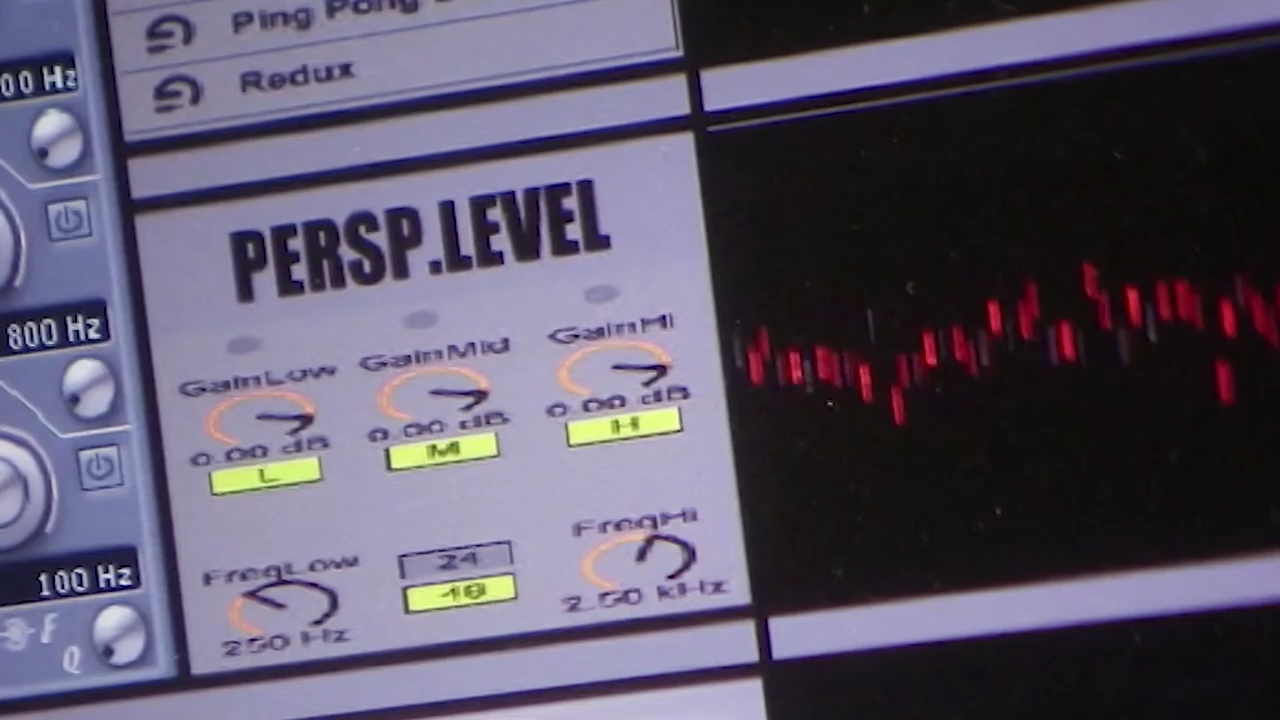 Ping Pong
Redux
00 Hz
PERSP.LEVEL
800 Hz
GainLow GainMid GainHi
0.00 dB 0.00 dB 0.00 dB
L M H
100 Hz
FreqLow 24 FreqHi
250 Hz 48 2.50 kHz
F
Q